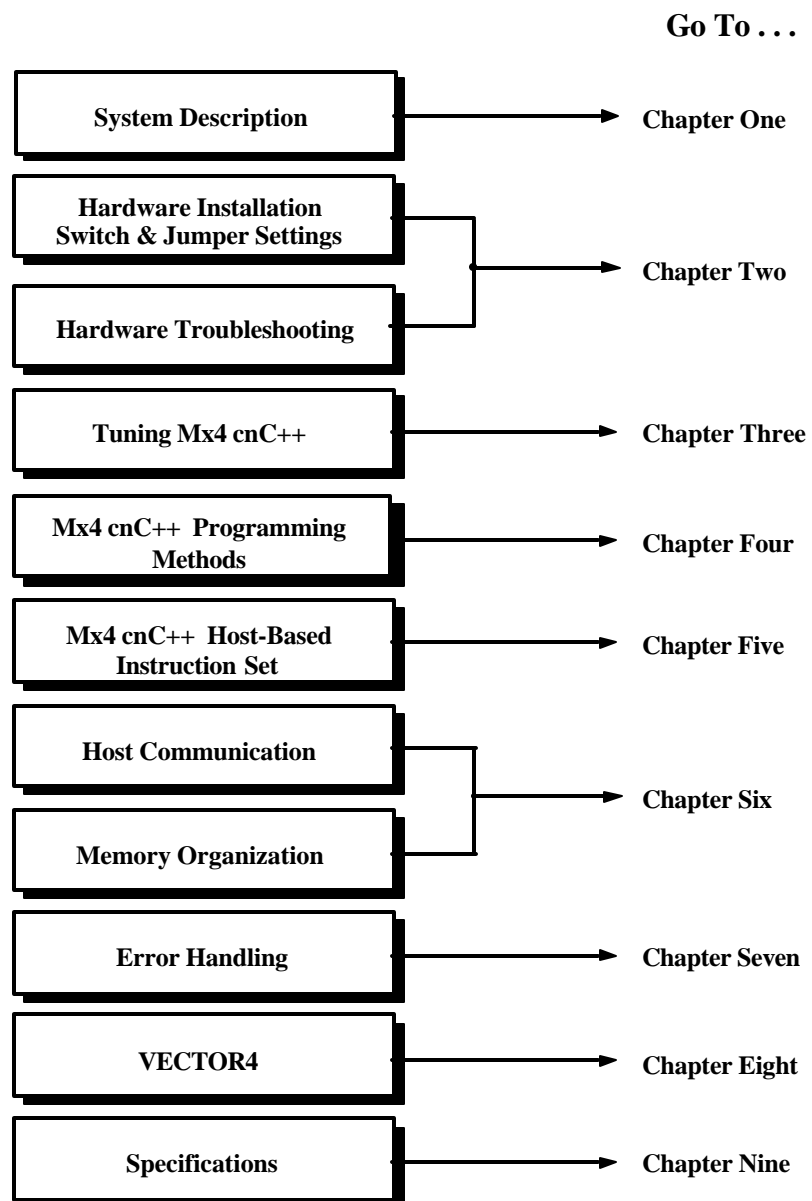 Go To . . .
System Description
Chapter One
Hardware Installation
Switch & Jumper Settings
Chapter Two
Hardware Troubleshooting
Tuning Mx4 cnC++
Chapter Three
Mx4 cnC++ Programming
Methods
Chapter Four
Mx4 cnC++ Host-Based
Instruction Set
Chapter Five
Host Communication
Chapter Six
Memory Organization
Error Handling
Chapter Seven
VECTOR4
Chapter Eight
Specifications
Chapter Nine